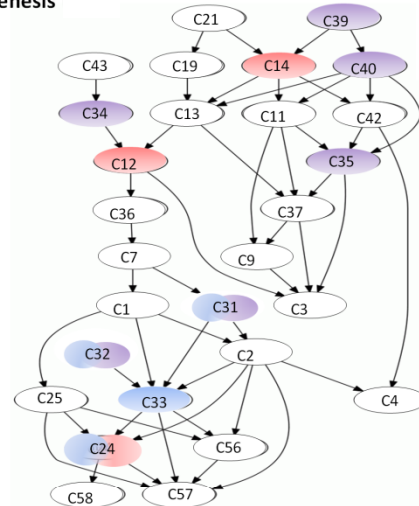 enesis
C21 C39
C43 C19 C14 C40
C34 C13 C11 C42
C12 C35
C36 C37
C7 C9
C1 C31 C3
C32 C2
C25 C33 C4
C24 C56
C58 C57